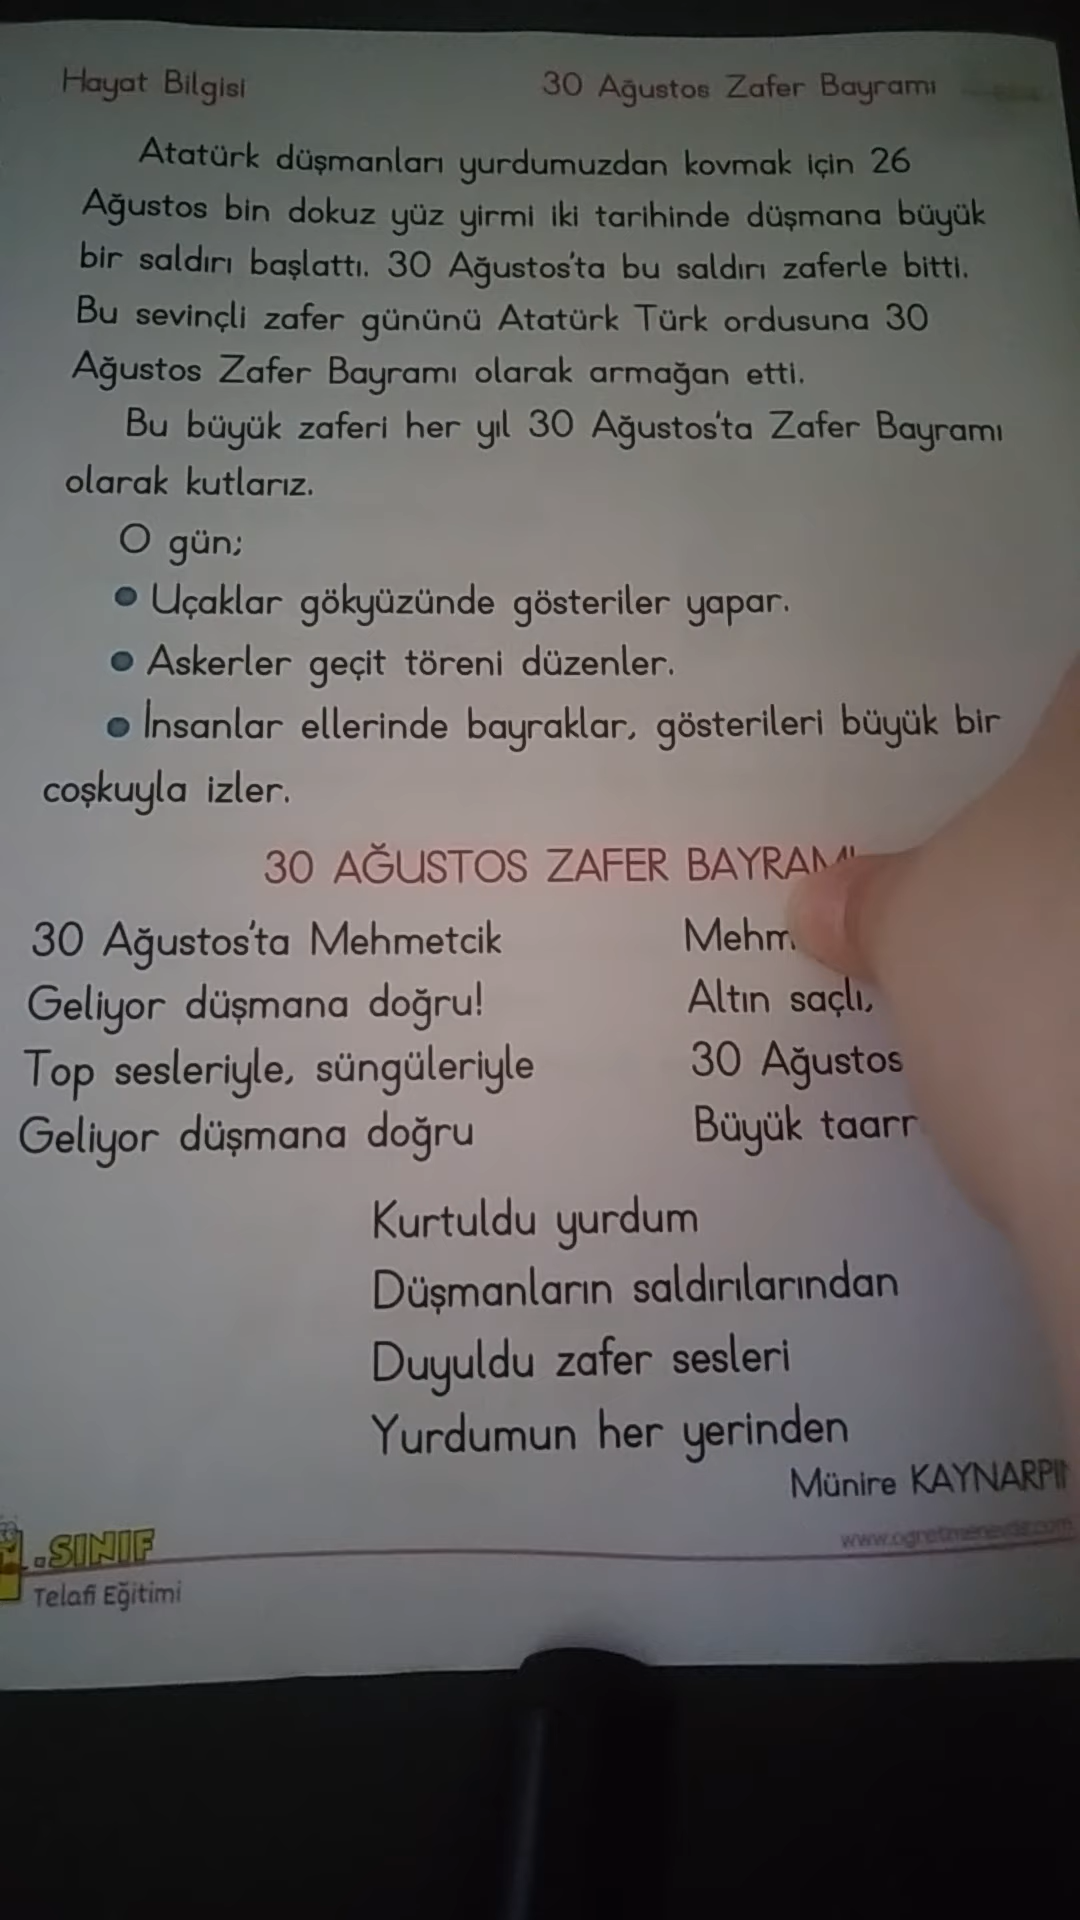 Hayat Bilgisi
30 Ağustos Zafer Bayramı
Atatürk düşmanları yurdumuzdan kovmak için 26
Ağustos bin dokuz yüz yirmi iki tarihinde düşmana büyük
bir saldırı başlattı. 30 Ağustos'ta bu saldırı zaferle bitti.
Bu sevinçli zafer gününü Atatürk Türk ordusuna 30
Ağustos Zafer Bayramı olarak armağan etti.
Bu büyük zaferi her yıl 30 Ağustos'ta Zafer Bayramı
olarak kutlarız.
O gün;
• Uçaklar gökyüzünde gösteriler yapar.
• Askerler geçit töreni düzenler.
• İnsanlar ellerinde bayraklar, gösterileri büyük bir
coşkuyla izler.
30 AĞUSTOS ZAFER
30 Ağustos'ta Mehmetcik
Geliyor düşmana doğru!
Top sesleriyle, süngüleriyle
Geliyor düşmana doğru
Altın saçlı,
30 Ağustos
Büyük
Kurtuldu yurdum
Düşmanların saldırılarından
Duyuldu zafer sesleri
Yurdumun her yerinden
Münire
.SINIF
Telafi Eğitimi